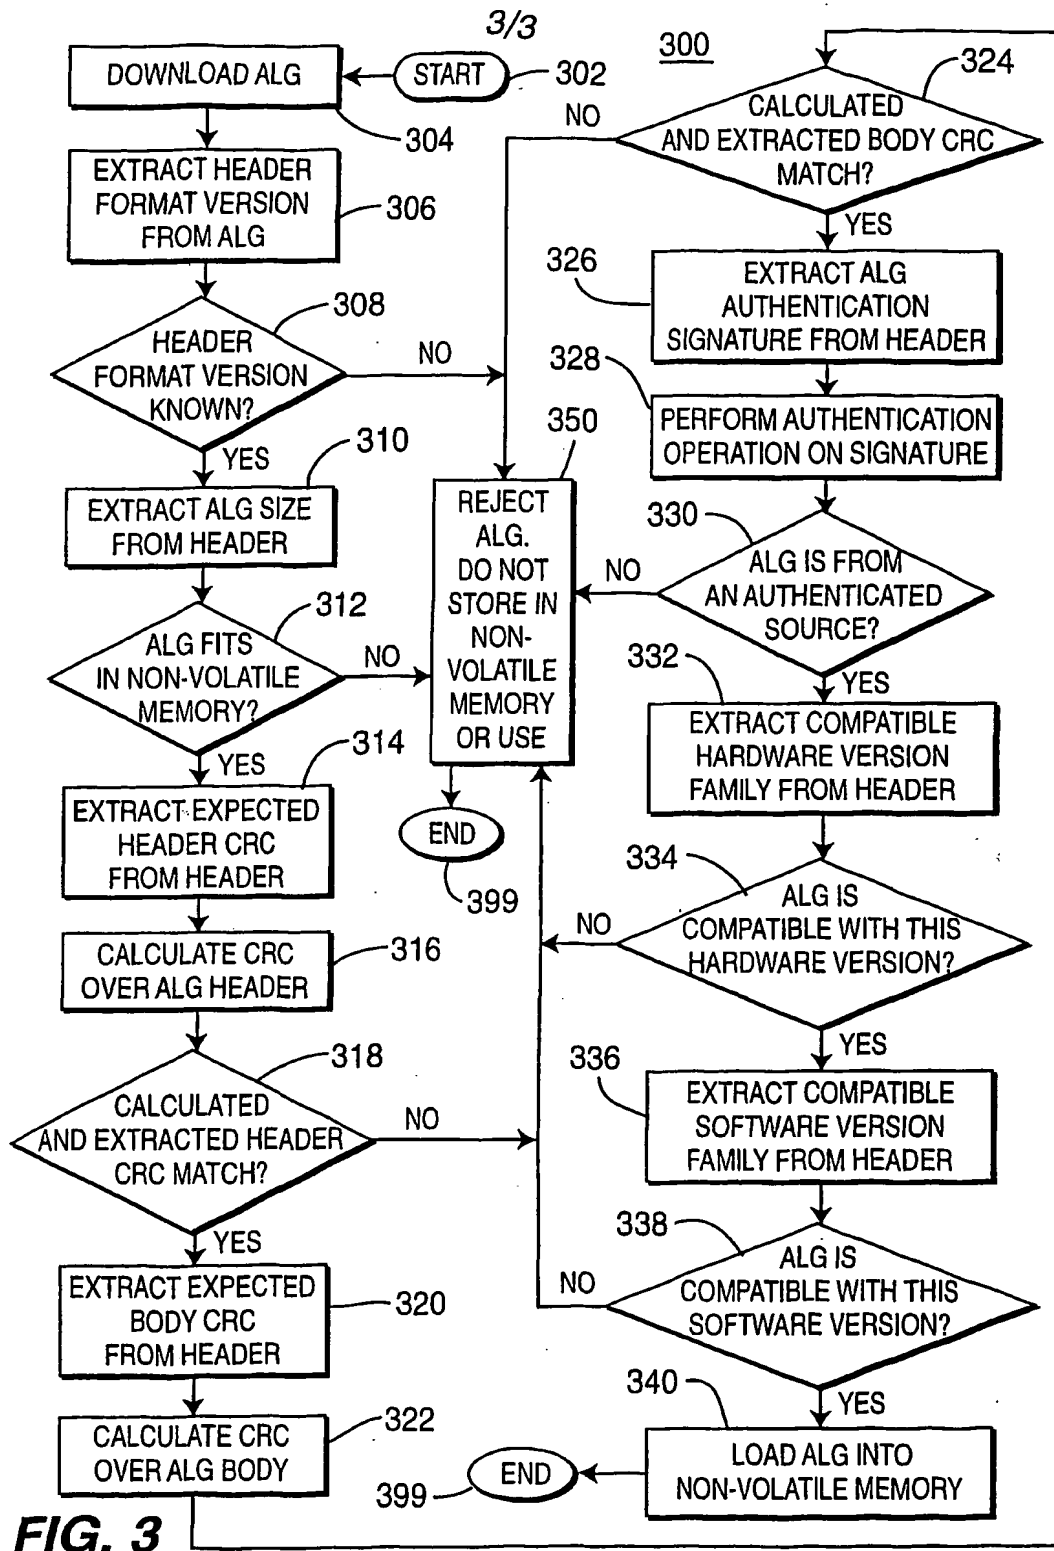 3/3
300
START
302
DOWNLOAD ALG
304
EXTRACT HEADER
FORMAT VERSION
FROM ALG
306
HEADER
FORMAT VERSION
KNOWN?
308
NO
YES
310
EXTRACT ALG SIZE
FROM HEADER
312
ALG FITS
IN NON-VOLATILE
MEMORY?
NO
YES
314
EXTRACT EXPECTED
HEADER CRC
FROM HEADER
CALCULATE CRC
OVER ALG HEADER
316
318
CALCULATED
AND EXTRACTED HEADER
CRC MATCH?
NO
YES
EXTRACT EXPECTED
BODY CRC
FROM HEADER
320
CALCULATE CRC
OVER ALG BODY
322
350
REJECT
ALG.
DO NOT
STORE IN
NON-
VOLATILE
MEMORY
OR USE
END
399
324
CALCULATED
AND EXTRACTED BODY CRC
MATCH?
NO
YES
326
EXTRACT ALG
AUTHENTICATION
SIGNATURE FROM HEADER
328
PERFORM AUTHENTICATION
OPERATION ON SIGNATURE
330
ALG IS FROM
AN AUTHENTICATED
SOURCE?
NO
YES
332
EXTRACT COMPATIBLE
HARDWARE VERSION
FAMILY FROM HEADER
334
ALG IS
COMPATIBLE WITH THIS
HARDWARE VERSION?
NO
YES
336
EXTRACT COMPATIBLE
SOFTWARE VERSION
FAMILY FROM HEADER
338
ALG IS
COMPATIBLE WITH THIS
SOFTWARE VERSION?
NO
YES
340
LOAD ALG INTO
NON-VOLATILE MEMORY
END
399
FIG. 3